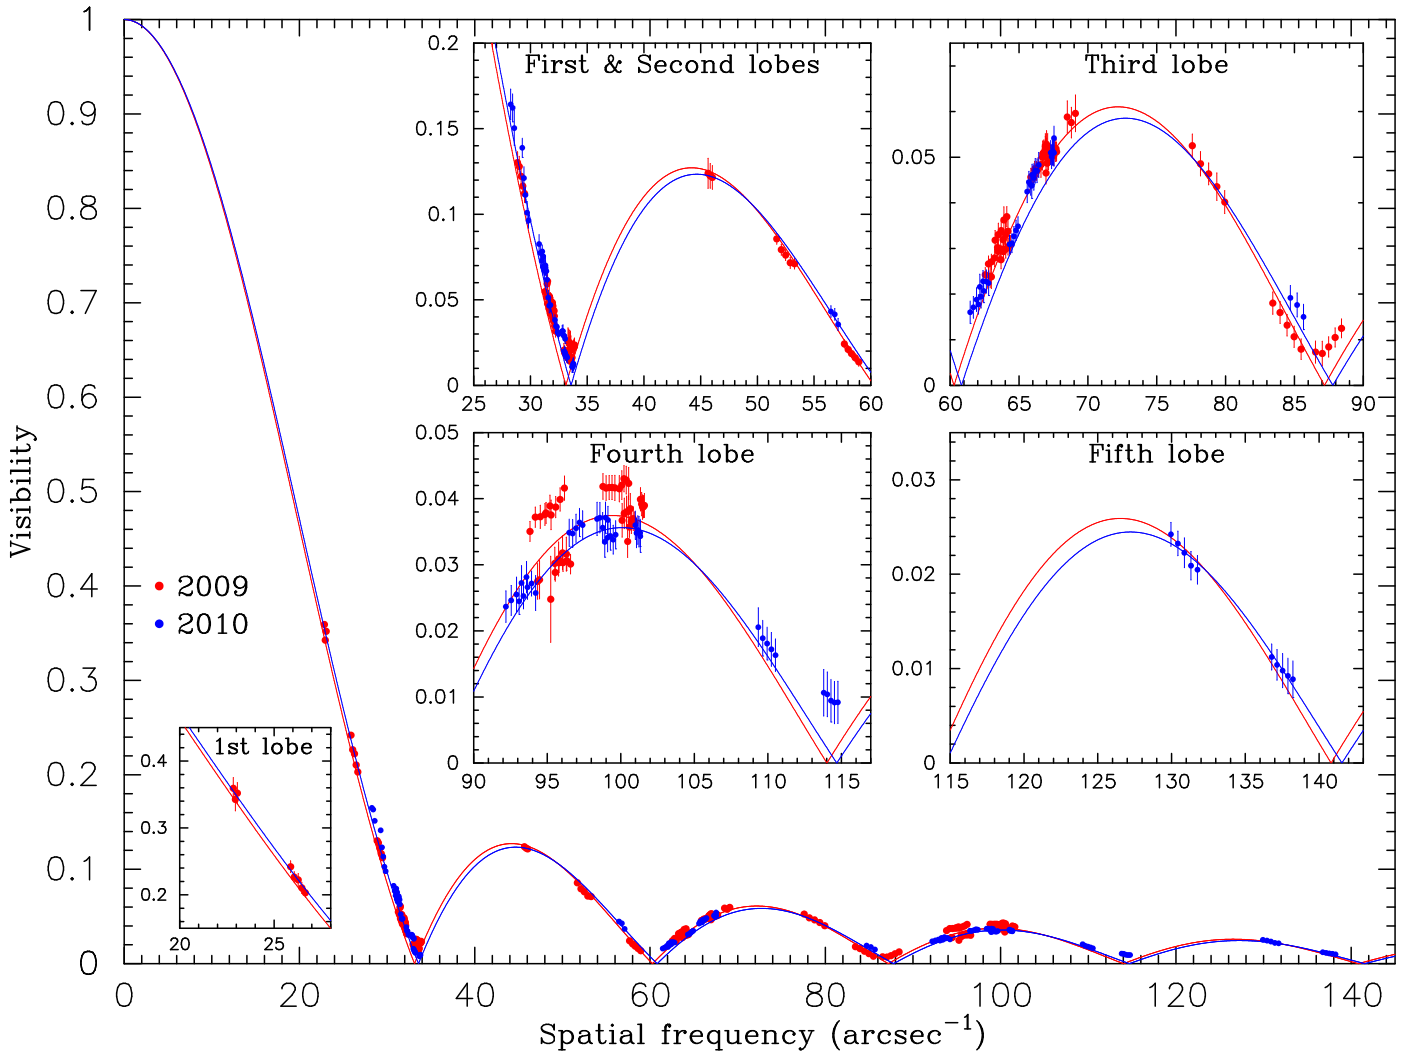 1
0.9
0.8
0.7
0.6
0.5
0.4
0.3
0.2
0.1
0
Visibility
0 20 40 60 80 100 120 140
Spatial frequency (arcsec⁻¹)
2009
2010
First & Second lobes
0.2
0.15
0.1
0.05
0
25 30 35 40 45 50 55 60
Third lobe
0.05
0
60 65 70 75 80 85 90
Fourth lobe
0.05
0.04
0.03
0.02
0.01
0
90 95 100 105 110 115
Fifth lobe
0.03
0.02
0.01
0
115 120 125 130 135 140
1st lobe
0.4
0.3
0.2
20 25